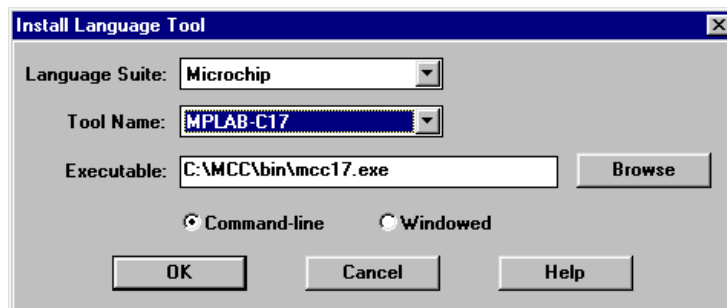 Install Language Tool
Language Suite: Microchip
Tool Name: MPLAB-C17
Executable: C:\MCC\bin\mcc17.exe Browse
Command-line Windowed
OK Cancel Help